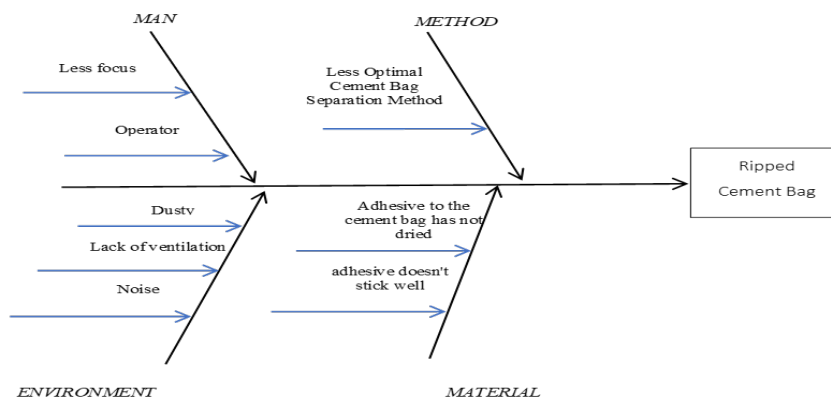 MAN
METHOD
Less focus
Operator
Less Optimal
Cement Bag
Separation Method
Ripped
Cement Bag
Dusty
Lack of ventilation
Noise
Adhesive to the
cement bag has not
dried
adhesive doesn't
stick well
ENVIRONMENT
MATERIAL